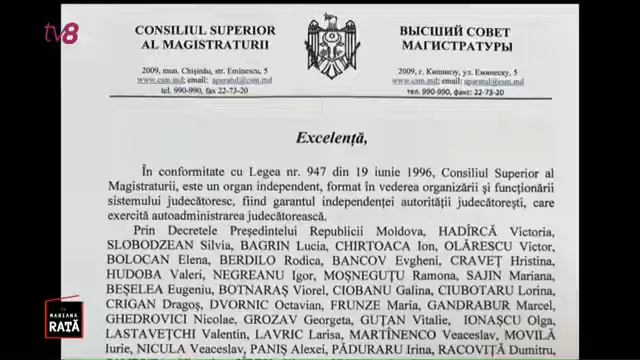 tv8
CONSILIUL SUPERIOR
AL MAGISTRATURII
ВЫСШИЙ СОВЕТ
МАГИСТРАТУРЫ
2009, mun. Chişinău, str. Eminescu, 5
www.csm.md; email: aparatul@csm.md
tel. 990-990, fax 22-73-20
2009, г. Кишинэу, ул. Еминеску, 5
www.csm.md; email: aparatul@csm.md
тел. 990-990, факс: 22-73-20
Excelenţă,
În conformitate cu Legea nr. 947 din 19 iunie 1996, Consiliul Superior al
Magistraturii, este un organ independent, format în vederea organizării şi funcţionării
sistemului judecătoresc, fiind garantul independenţei autorităţii judecătoreşti, care
exercită autoadministrarea judecătorească.
Prin Decretele Preşedintelui Republicii Moldova, HADÎRCĂ Victoria,
SLOBODZEAN Silvia, BAGRIN Lucia, CHIRTOACA Ion, OLĂRESCU Victor,
BOLOCAN Elena, BERDILO Rodica, BANCOV Evgheni, CRAVEŢ Hristina,
HUDOBA Valeri, NEGREANU Igor, MOŞNEGUŢU Ramona, SAJIN Mariana,
BEŞELEA Eugeniu, BOTNARAŞ Viorel, CIOBANU Galina, CIUBOTARU Lorina,
CRIGAN Dragoş, DVORNIC Octavian, FRUNZE Maria, GANDRABUR Marcel,
GHEDROVICI Nicolae, GROZAV Georgeta, GUŢAN Vitalie, IONAŞCU Olga,
LASTAVEŢCHI Valentin, LAVRIC Larisa, MARTÎNENCO Veaceslav, MOVILĂ
Iurie, NICULA Veaceslav, PANIŞ Alexei, PĂDURARU Irina, RACOVIŢĂ Dumitru,
MARIANA
RATĂ